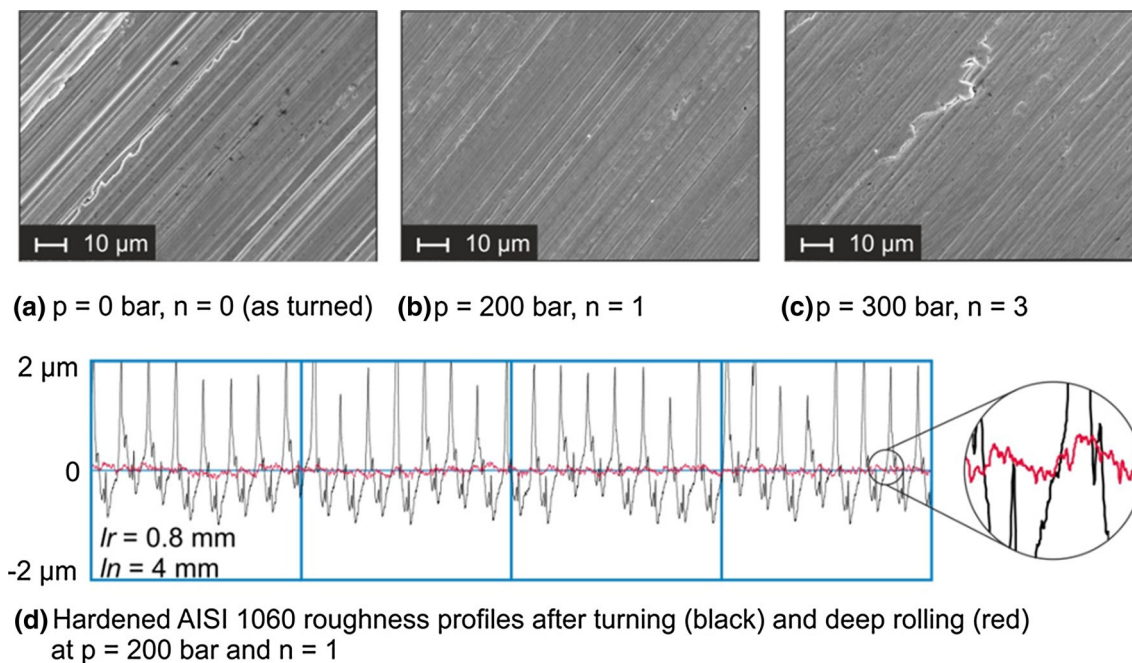 10 µm
10 µm
10 µm
(a) p = 0 bar, n = 0 (as turned)
(b) p = 200 bar, n = 1
(c) p = 300 bar, n = 3
2 µm
0
-2 µm
lr = 0.8 mm
ln = 4 mm
(d) Hardened AISI 1060 roughness profiles after turning (black) and deep rolling (red)
at p = 200 bar and n = 1